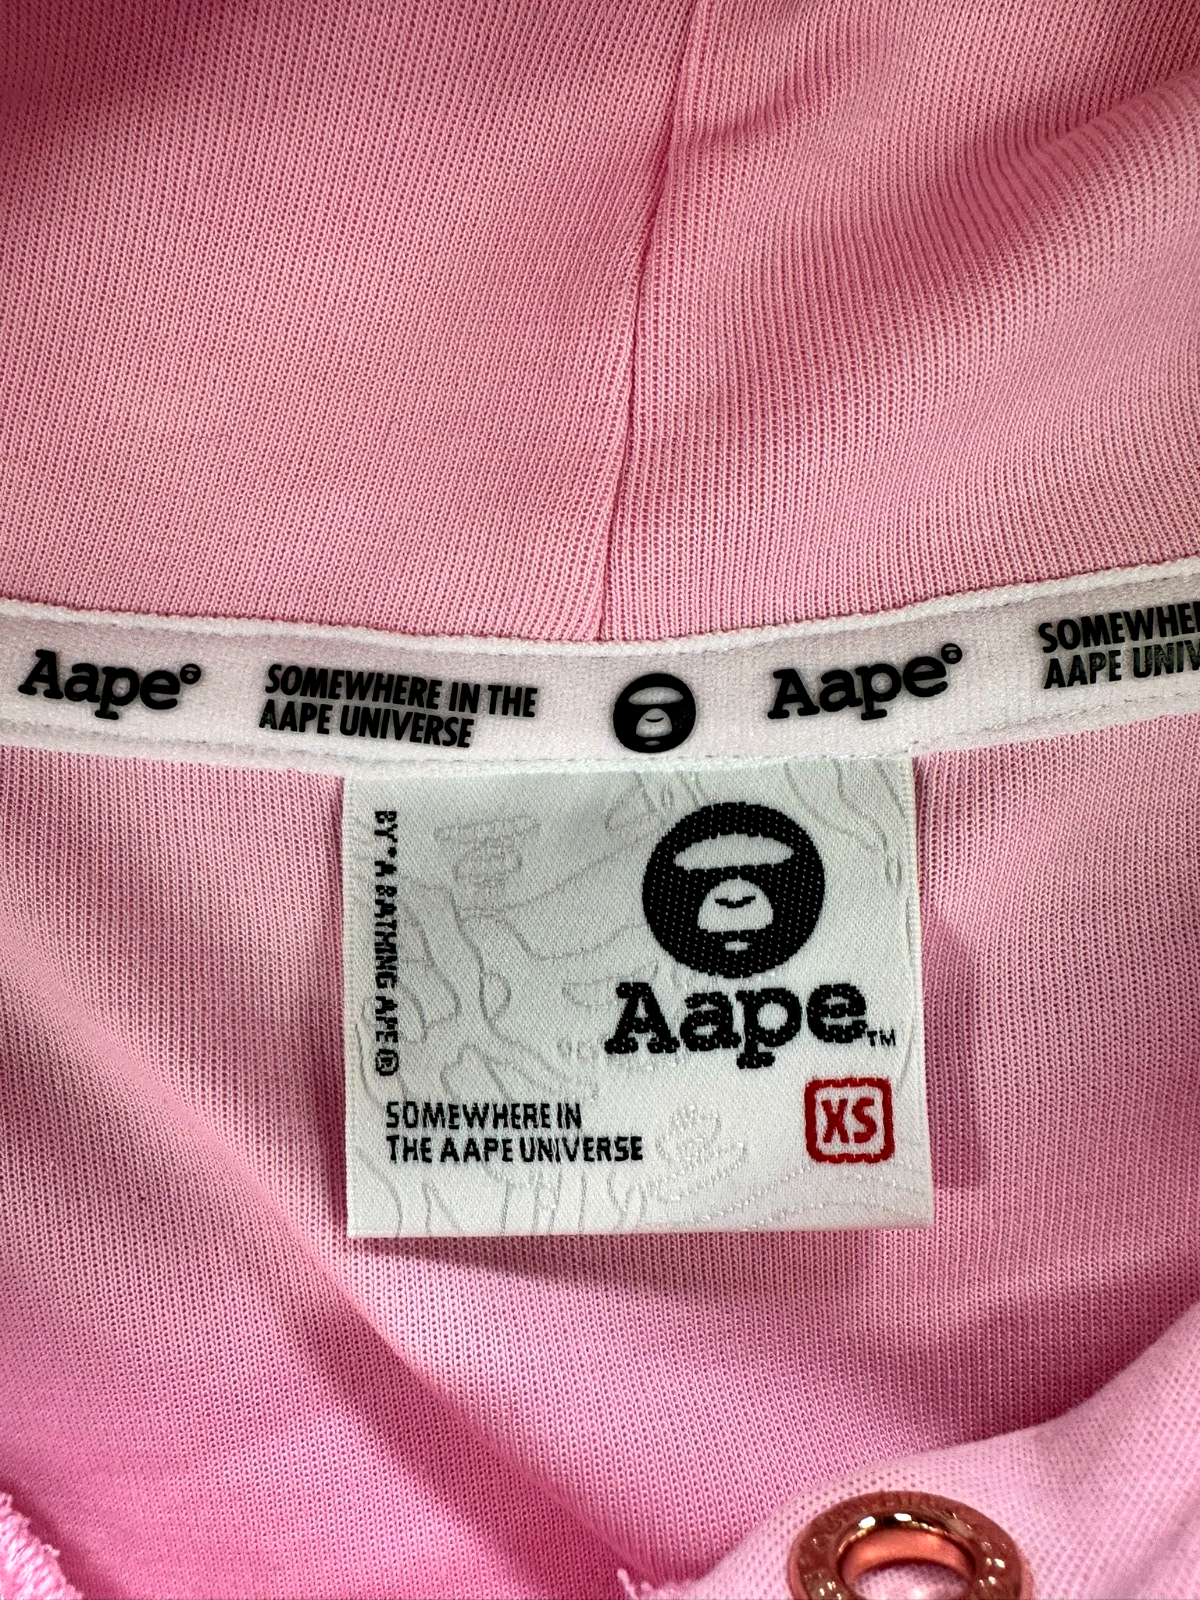 Aape
SOMEWHERE IN THE
AAPE UNIVERSE
Aape
SOMEWHE
AAPE UNIV
BY*A BATHING APE®
Aape™
XS
SOMEWHERE IN
THE AAPE UNIVERSE